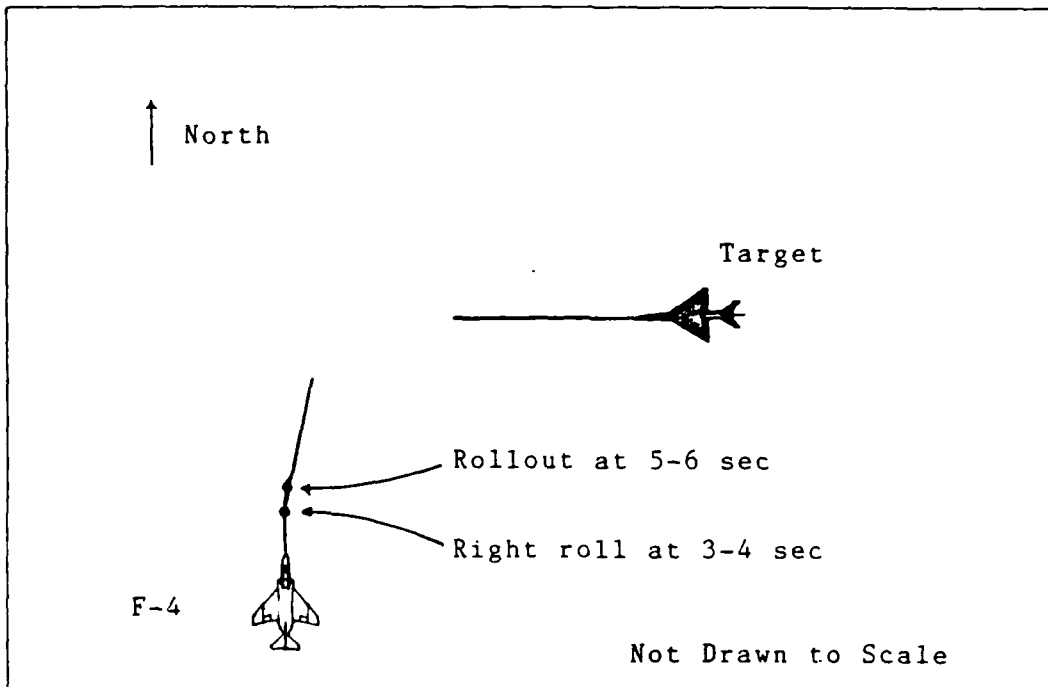 North
Target
Rollout at 5-6 sec
Right roll at 3-4 sec
F-4
Not Drawn to Scale